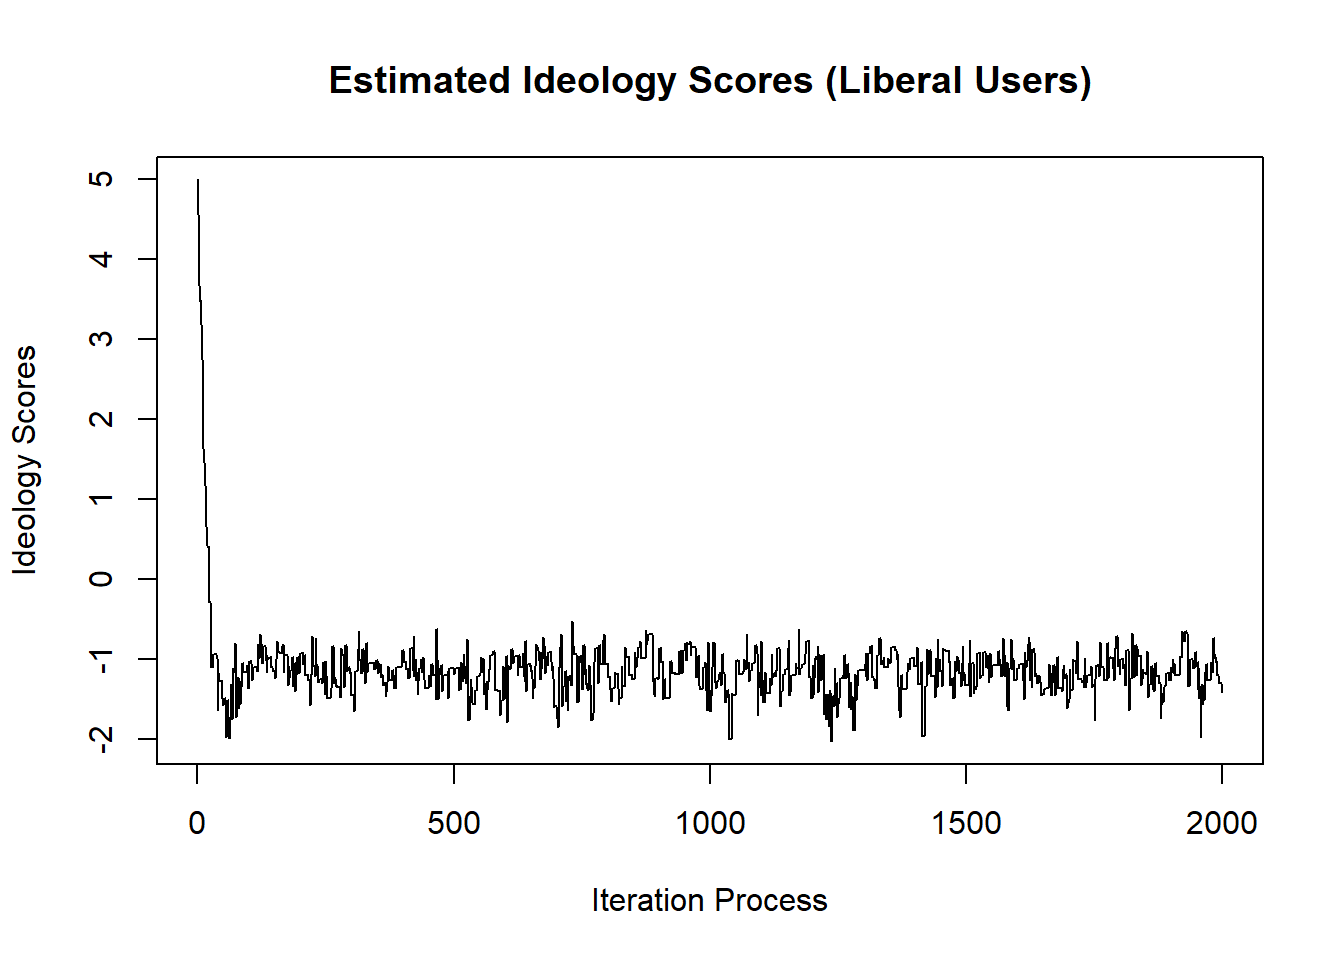 Estimated Ideology Scores (Liberal Users)
5
4
3
2
1
0
-1
-2
Ideology Scores
0 500 1000 1500 2000
Iteration Process